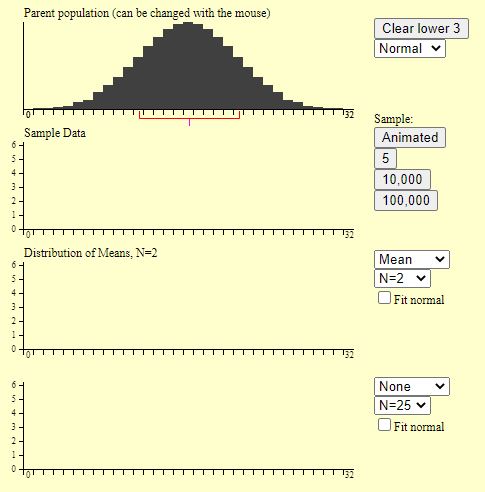 Parent population (can be changed with the mouse)
Clear lower 3
Normal
0 32
Sample:
Sample Data
Animated
6
5
4
3
2
1
0
5
10,000
100,000
0 32
Distribution of Means, N=2
Mean
6
5
4
3
2
1
0
N=2
Fit normal
0 32
None
6
5
4
3
2
1
0
N=25
Fit normal
0 32